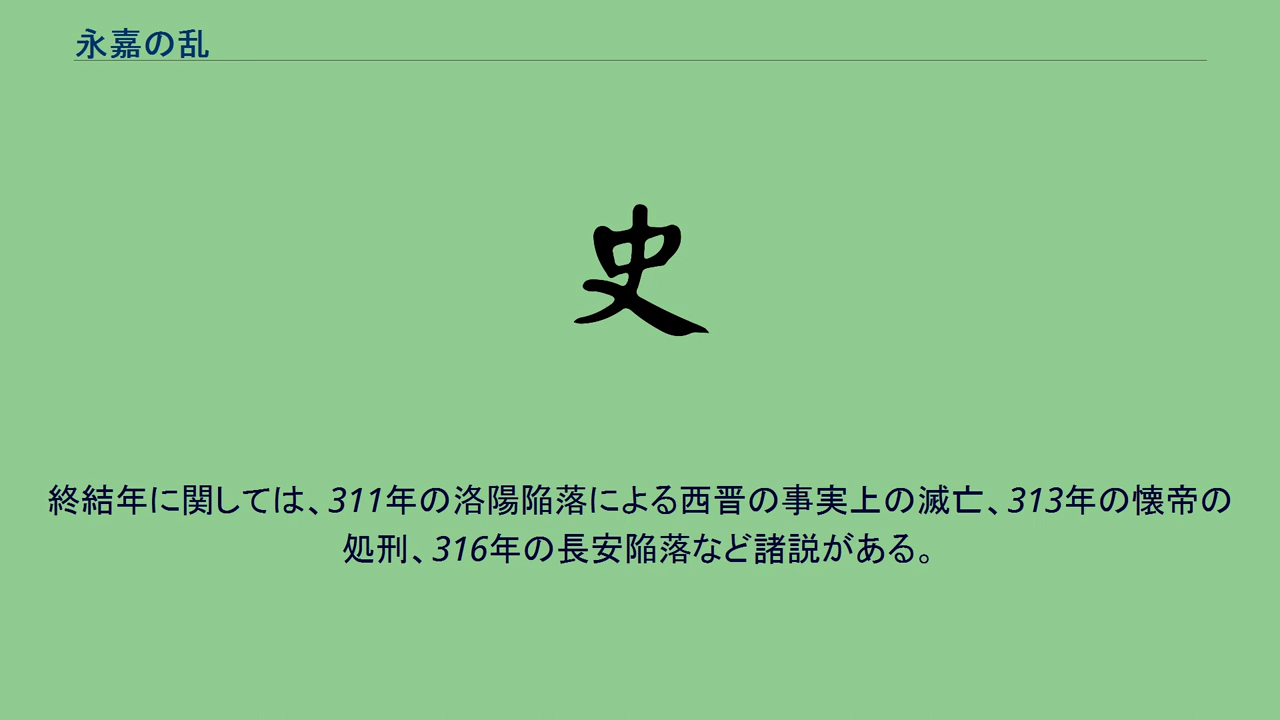 永嘉の乱
史
終結年に関しては、311年の洛陽陥落による西晋の事実上の滅亡、313年の懐帝の
処刑、316年の長安陥落など諸説がある。